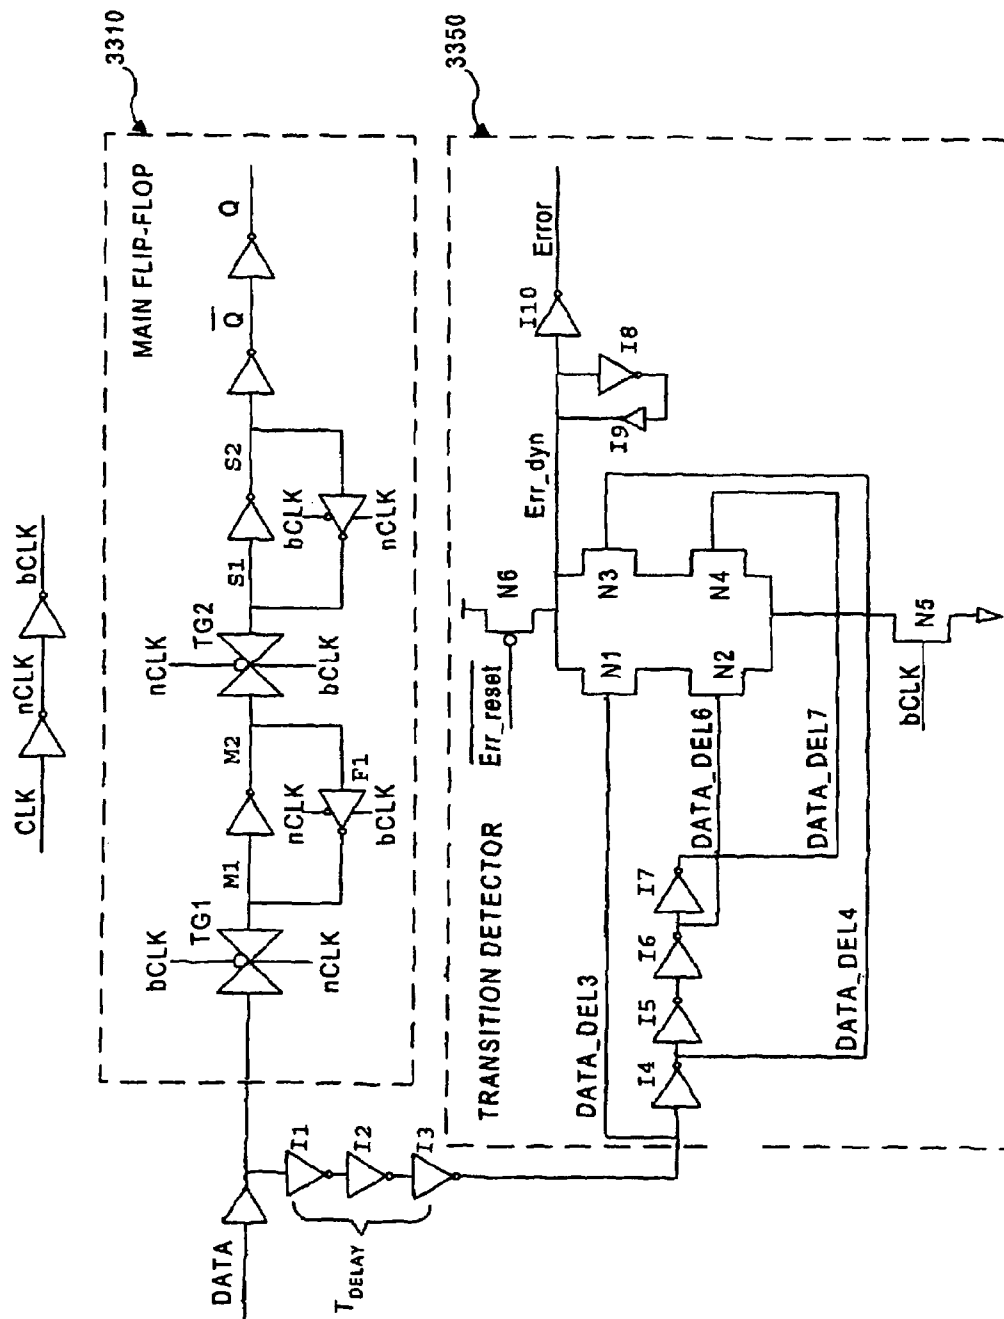 CLK
nCLK
bCLK
3310
MAIN FLIP-FLOP
DATA
bCLK
TG1
nCLK
M1
M2
nCLK
F1
bCLK
nCLK
TG2
bCLK
S1
S2
bCLK
nCLK
Q
Q
T DELAY
I1
I2
I3
3350
TRANSITION DETECTOR
Err_reset
N6
Err_dyn
I9
I8
I10
Error
DATA_DEL3
I4
I5
I6
I7
DATA_DEL6
DATA_DEL7
DATA_DEL4
N1
N3
N2
N4
bCLK
N5